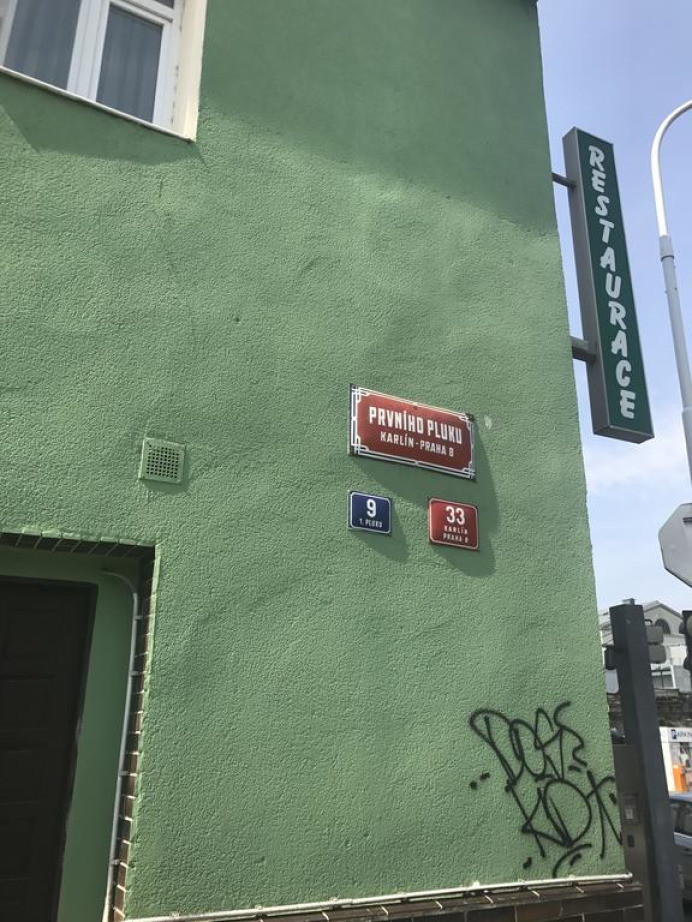 RESTAURACE
PRVNÍHO PLUKU
KARLÍN - PRAHA 8
9
1. PLUKU
33
KARLÍN
PRAHA 8